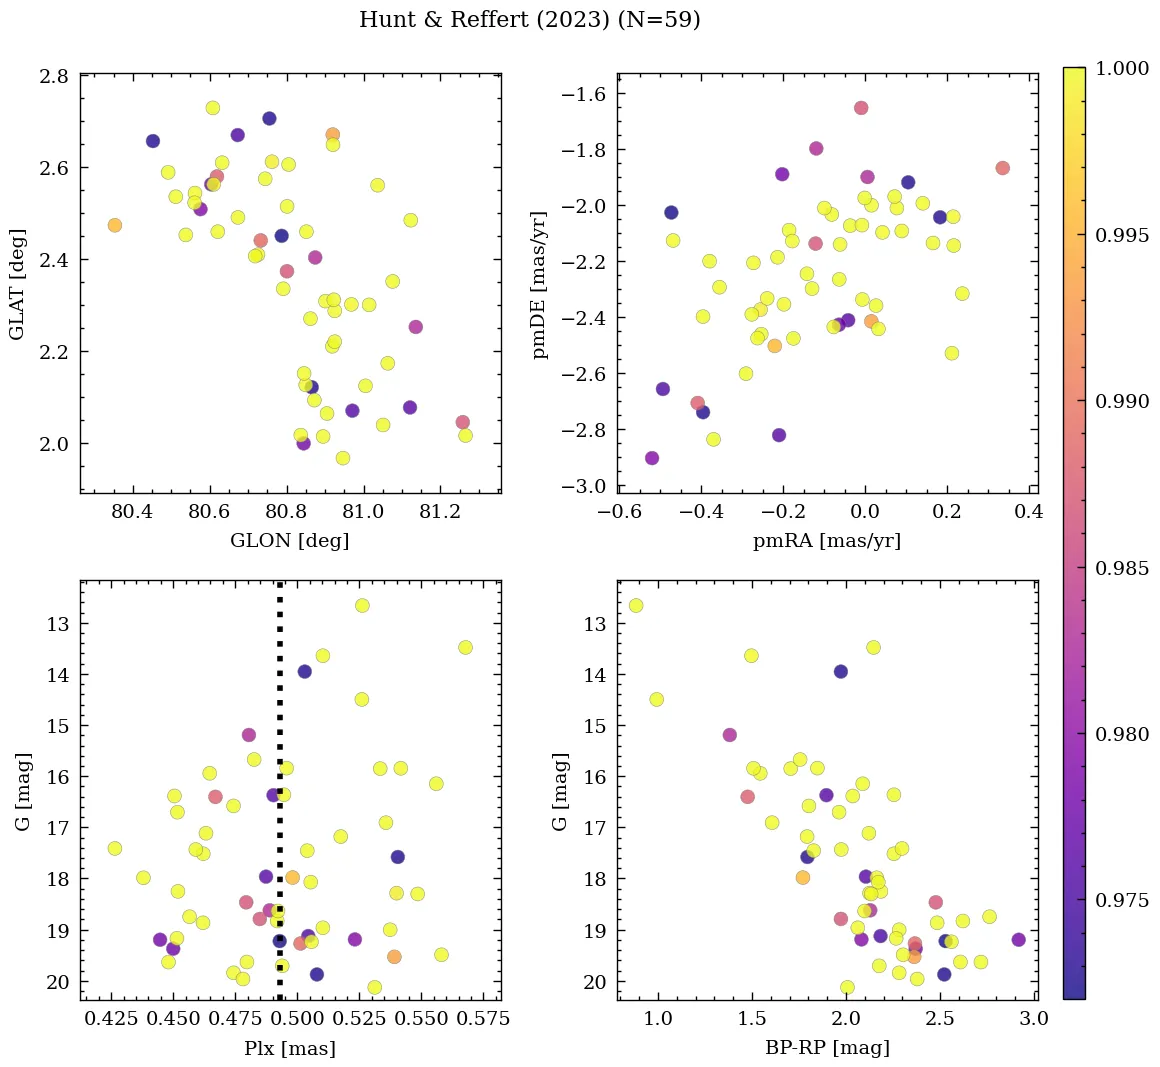 Hunt & Reffert (2023) (N=59)
2.8
2.6
2.4
2.2
2.0
GLAT [deg]
80.4 80.6 80.8 81.0 81.2
GLON [deg]
−1.6
−1.8
−2.0
−2.2
−2.4
−2.6
−2.8
−3.0
pmDE [mas/yr]
−0.6 −0.4 −0.2 0.0 0.2 0.4
pmRA [mas/yr]
13
14
15
16
17
18
19
20
G [mag]
0.425 0.450 0.475 0.500 0.525 0.550 0.575
Plx [mas]
13
14
15
16
17
18
19
20
G [mag]
1.0 1.5 2.0 2.5 3.0
BP-RP [mag]
1.000
0.995
0.990
0.985
0.980
0.975